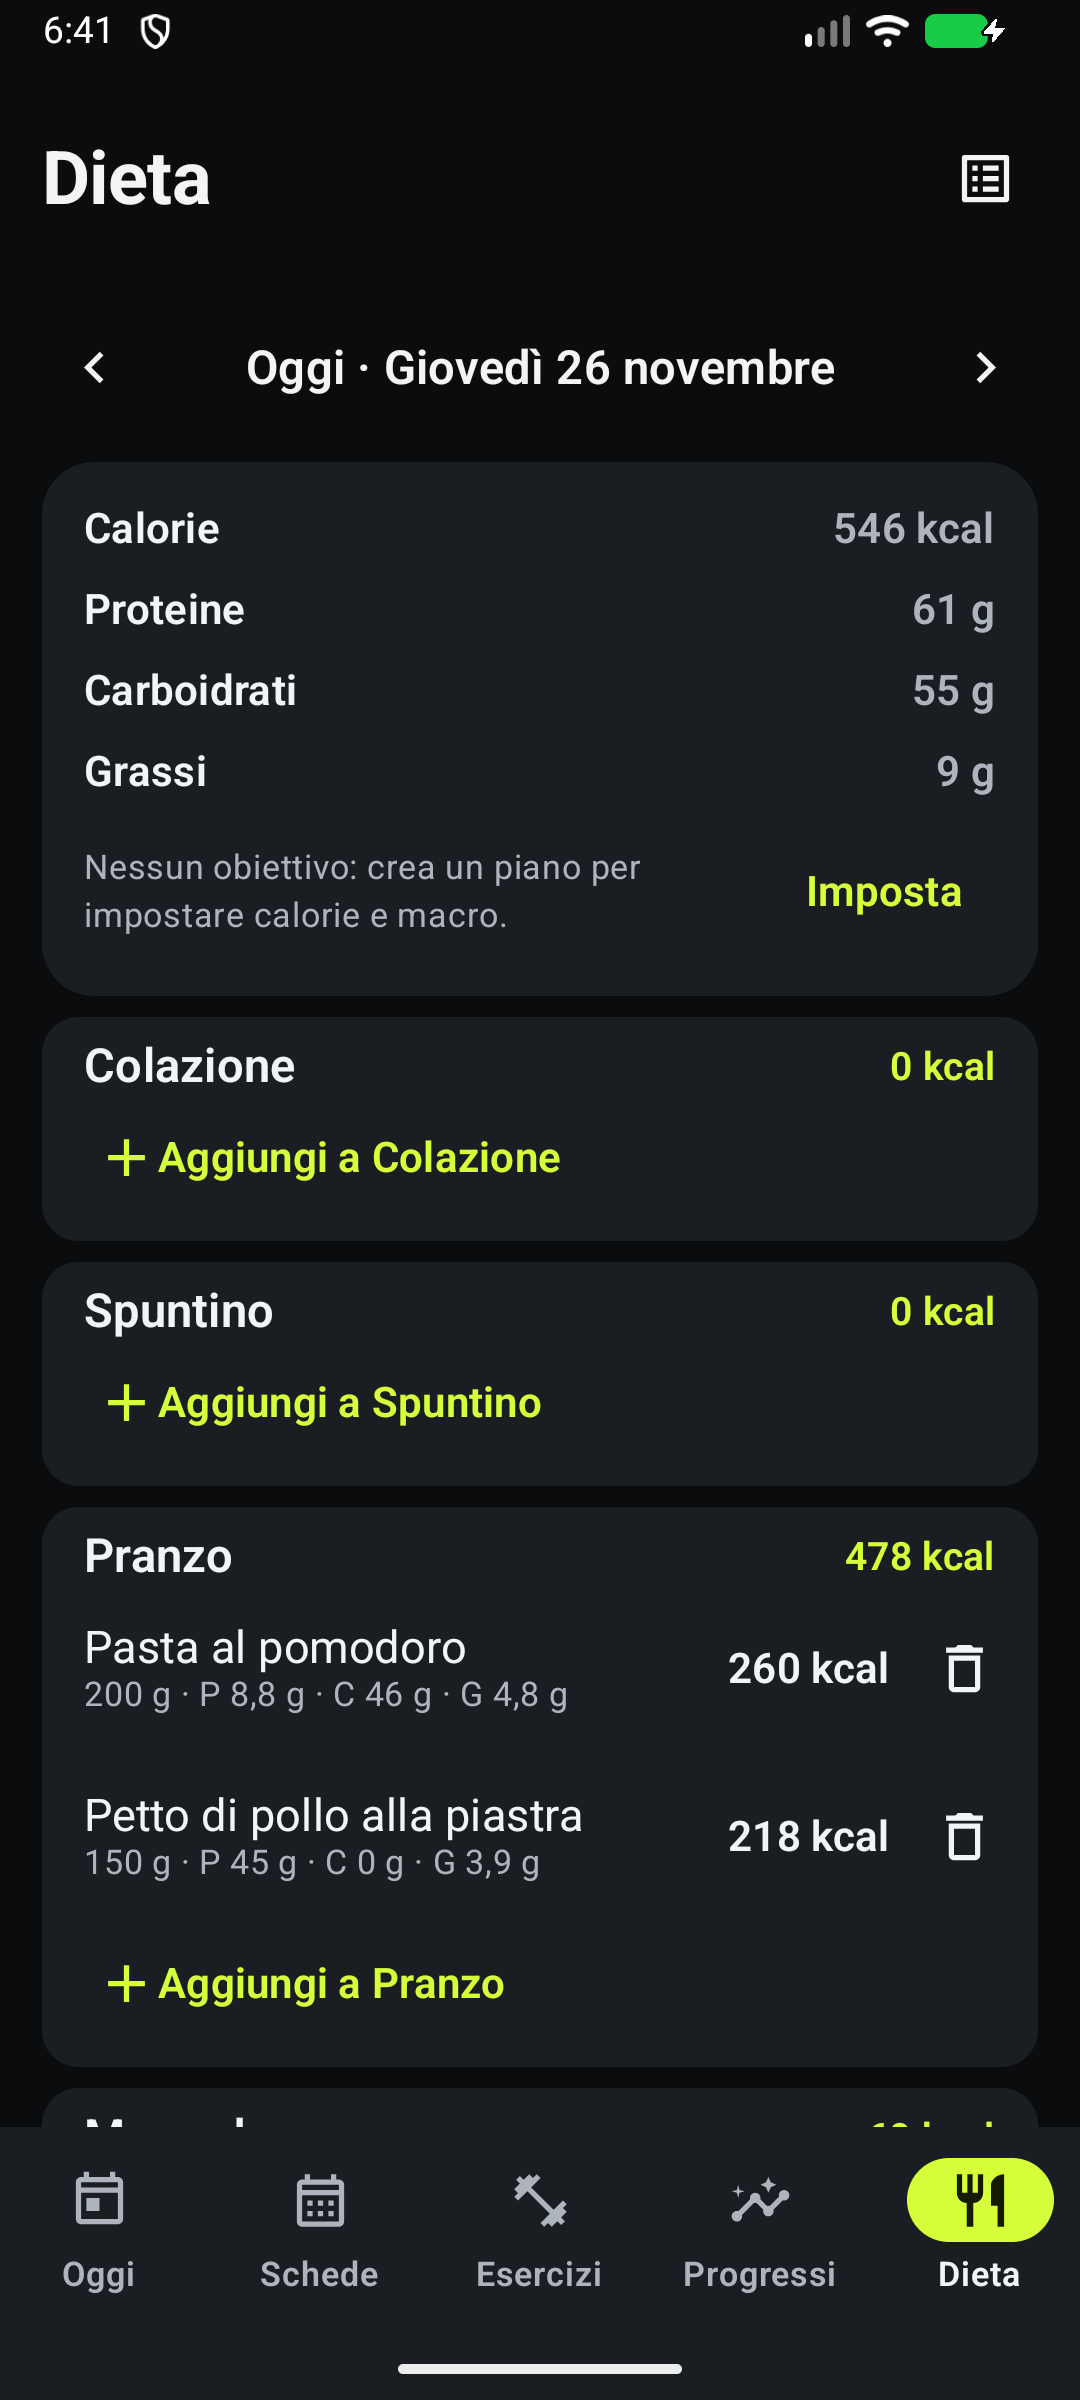 6:41
Dieta
Oggi · Giovedì 26 novembre
Calorie 546 kcal
Proteine 61 g
Carboidrati 55 g
Grassi 9 g
Nessun obiettivo: crea un piano per
impostare calorie e macro.
Imposta
Colazione 0 kcal
Aggiungi a Colazione
Spuntino 0 kcal
Aggiungi a Spuntino
Pranzo 478 kcal
Pasta al pomodoro
200 g · P 8,8 g · C 46 g · G 4,8 g
260 kcal
Petto di pollo alla piastra
150 g · P 45 g · C 0 g · G 3,9 g
218 kcal
Aggiungi a Pranzo
Oggi
Schede
Esercizi
Progressi
Dieta